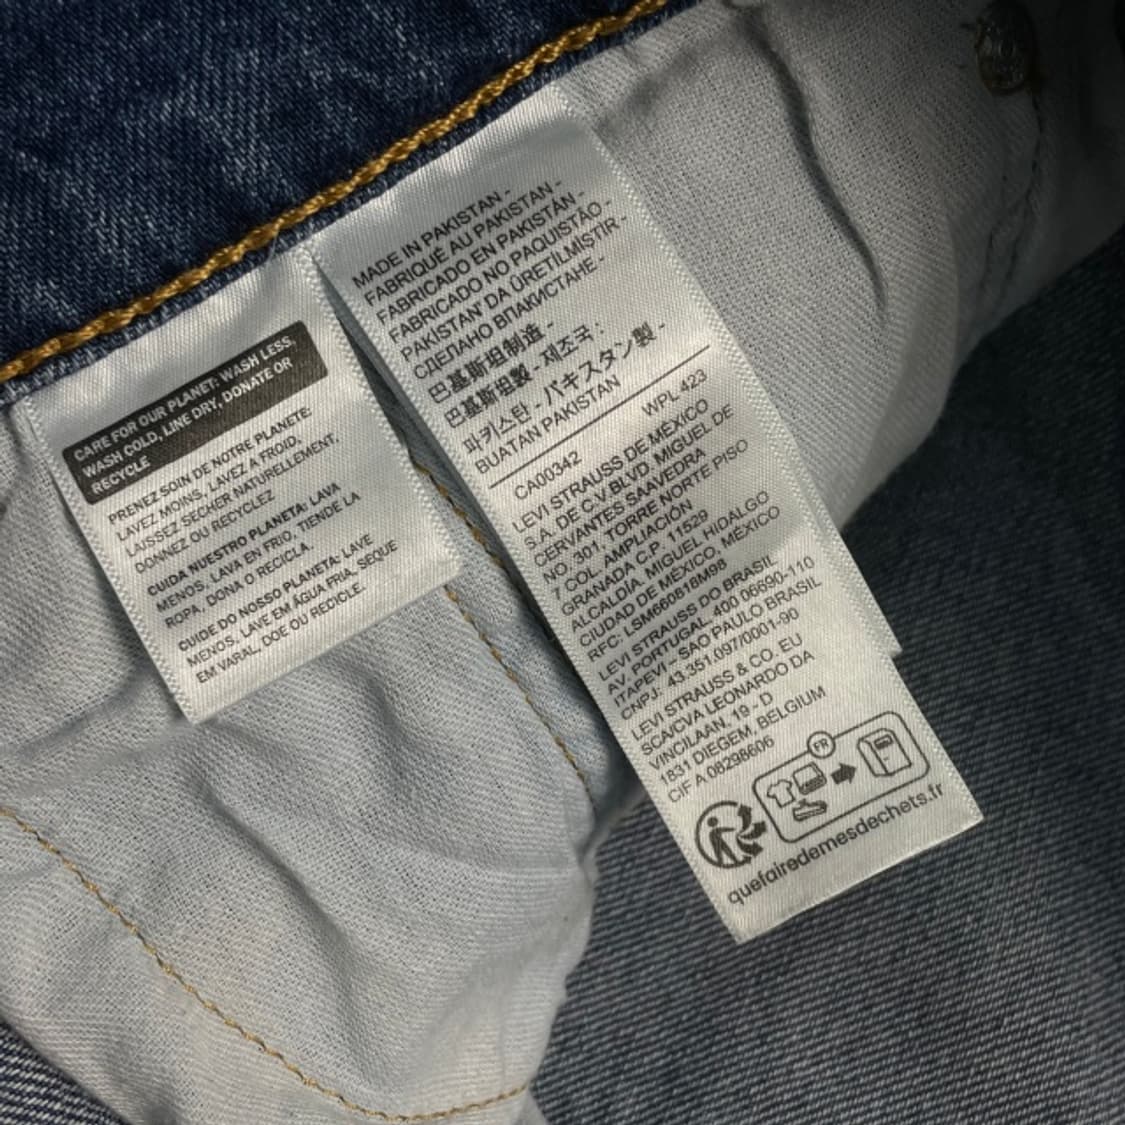 CARE FOR OUR PLANET: WASH LESS,
WASH COLD, LINE DRY, DONATE OR
RECYCLE
PRENEZ SOIN DE NOTRE PLANETE:
LAVEZ MOINS, LAVEZ A FROID,
LAISSEZ SECHER NATURELLEMENT,
DONNEZ OU RECYCLEZ
CUIDA NUESTRO PLANETA: LAVA
MENOS, LAVA EN FRIO, TIENDE LA
ROPA, DONA O RECICLA.
CUIDE DO NOSSO PLANETA: LAVE
MENOS, LAVE EM ÁGUA FRIA, SEQUE
EM VARAL, DOE OU RECICLE.
MADE IN PAKISTAN -
FABRIQUÉ AU PAKISTAN -
FABRICADO EN PAKISTÁN -
FABRICADO NO PAQUISTÃO -
PAKİSTAN' DA ÜRETİLMİSTİR -
СДЕЛАНО ВПАКИСТАНЕ -
巴基斯坦制造 -
巴基斯坦製 - 제조국 :
파키스탄 - パキスタン製 -
BUATAN PAKISTAN
CA00342 WPL 423
LEVI STRAUSS DE MÉXICO
S.A. DE C.V BLVD. MIGUEL DE
CERVANTES SAAVEDRA
NO. 301, TORRE NORTE PISO
7 COL. AMPLIACIÓN
GRANADA C.P. 11529
ALCALDÍA, MIGUEL HIDALGO
CIUDAD DE MÉXICO, MÉXICO
RFC: LSM660818M98
LEVI STRAUSS DO BRASIL
AV. PORTUGAL, 400 06690-110
ITAPEVI – SAO PAULO BRASIL
CNPJ: 43.351.097/0001-90
LEVI STRAUSS & CO. EU
SCA/CVA LEONARDO DA
VINCILAAN, 19 - D
1831 DIEGEM, BELGIUM
CIF A 08298606
FR
quefairedemesdechets.fr